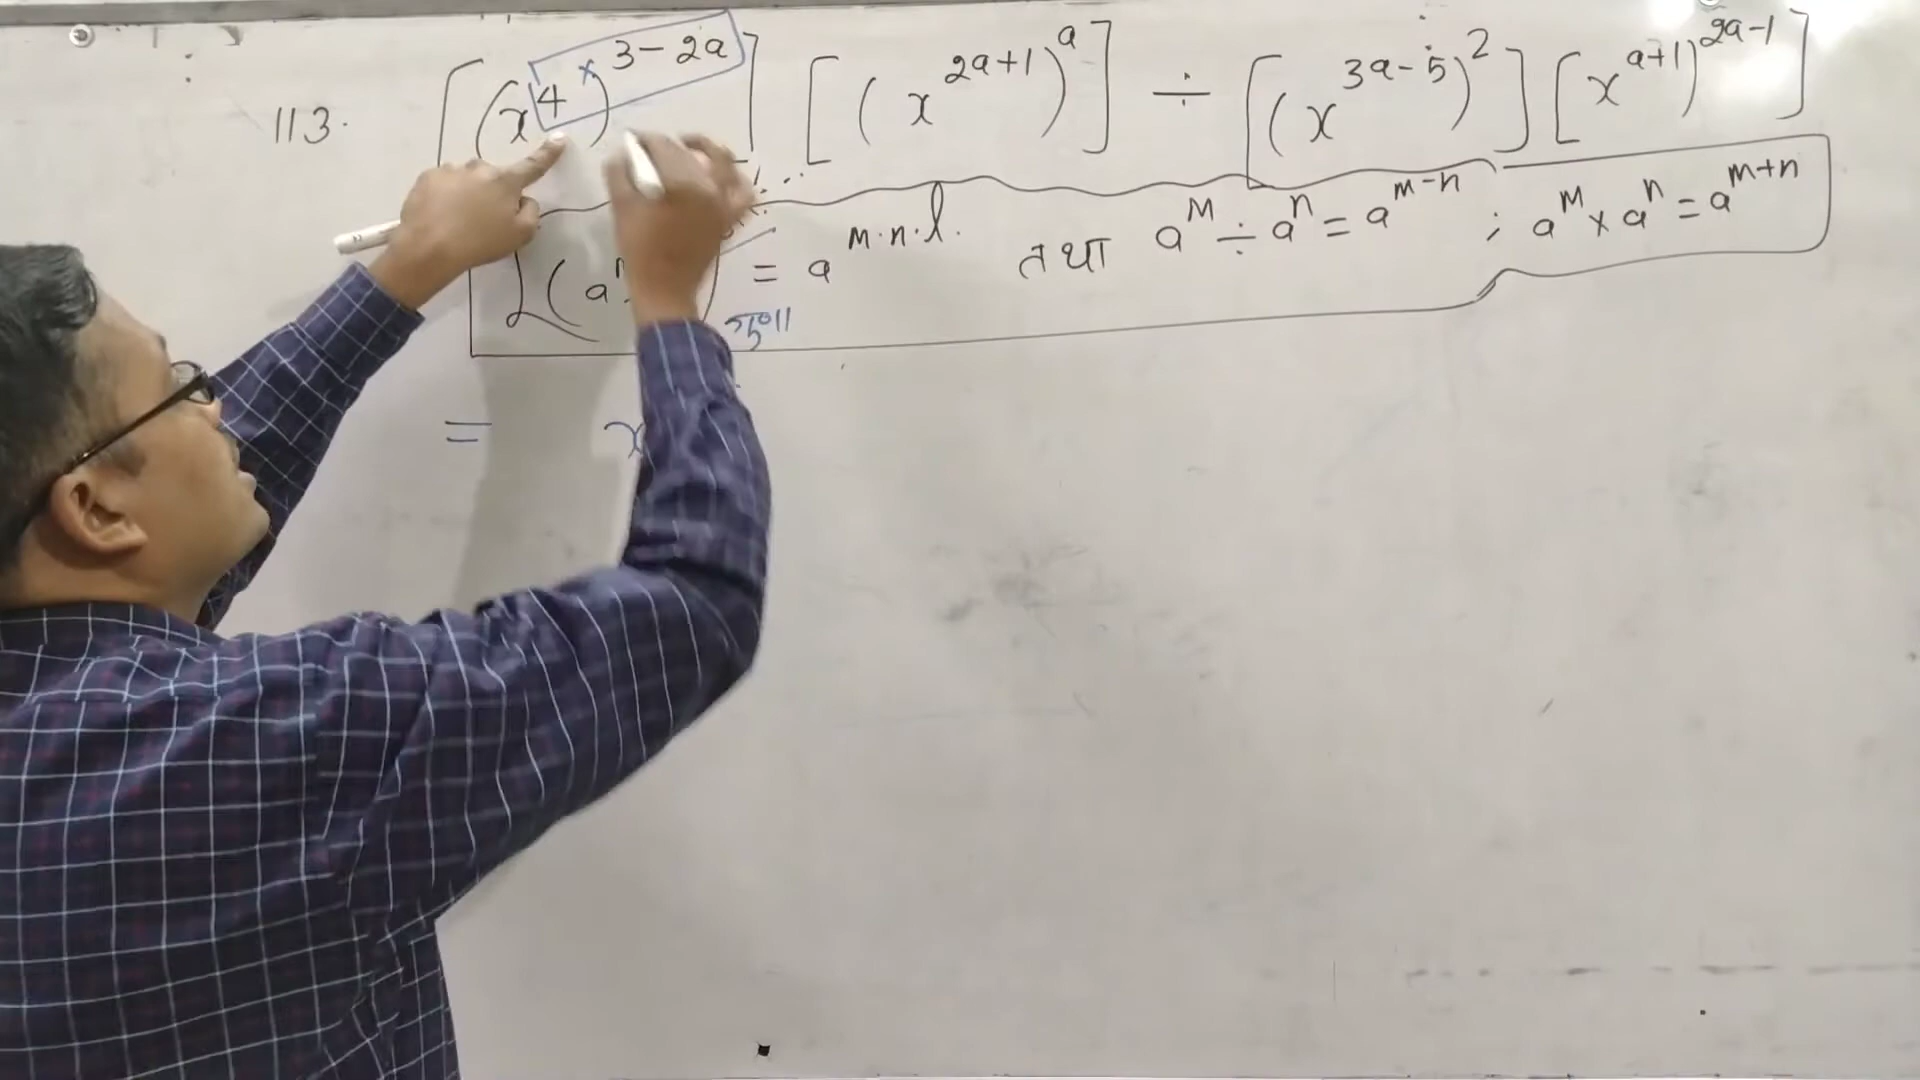 113. [(x^4)^{3-2a}] [(x^{2a+1})^a] ÷ [(x^{3a-5})^2] [x^{a+1})^{2a-1}]
(a = a^{m·n·l}. तथा a^m ÷ a^n = a^{m-n} ; a^m × a^n = a^{m+n}
गुणा
= x